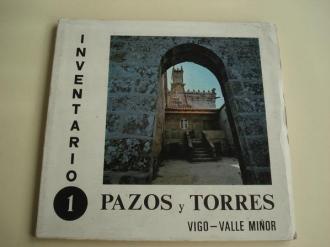 INVENTARIO
1
PAZOS y TORRES
VIGO-VALLE MIÑOR